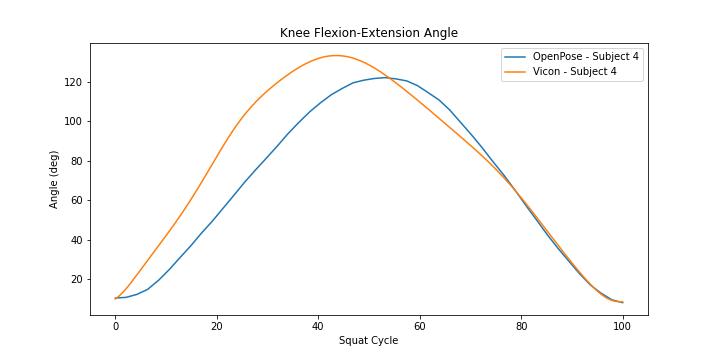 Knee Flexion-Extension Angle
OpenPose - Subject 4
Vicon - Subject 4
Angle (deg)
120
100
80
60
40
20
0
20
40
60
80
100
Squat Cycle